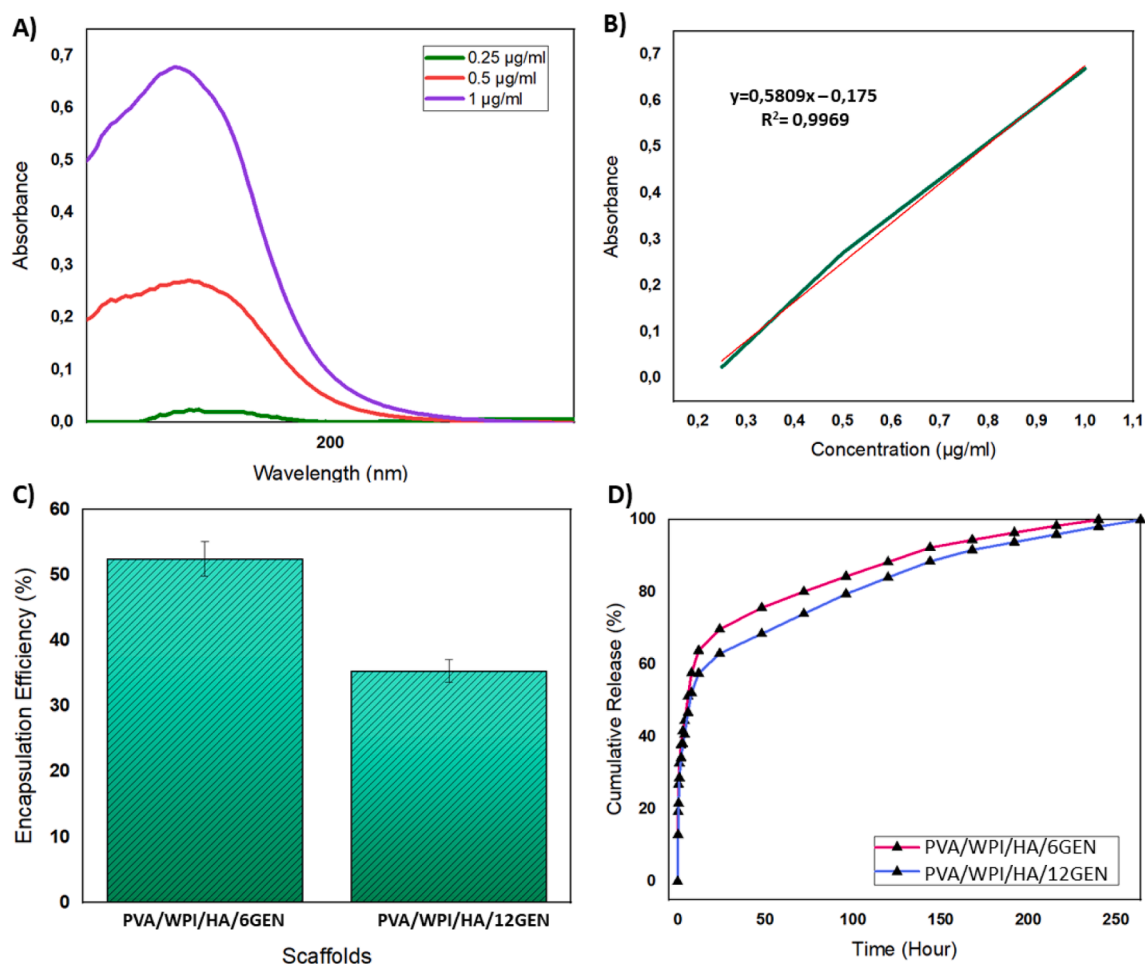 A)
0,7
0,6
0,5
0,4
0,3
0,2
0,1
0,0
Absorbance
0.25 µg/ml
0.5 µg/ml
1 µg/ml
200
Wavelength (nm)
B)
0,7
0,6
0,5
0,4
0,3
0,2
0,1
0,0
Absorbance
y=0,5809x – 0,175
R²= 0,9969
0,2 0,3 0,4 0,5 0,6 0,7 0,8 0,9 1,0 1,1
Concentration (µg/ml)
C)
60
50
40
30
20
10
0
Encapsulation Efficiency (%)
PVA/WPI/HA/6GEN PVA/WPI/HA/12GEN
Scaffolds
D)
100
80
60
40
20
0
Cumulative Release (%)
PVA/WPI/HA/6GEN
PVA/WPI/HA/12GEN
0 50 100 150 200 250
Time (Hour)